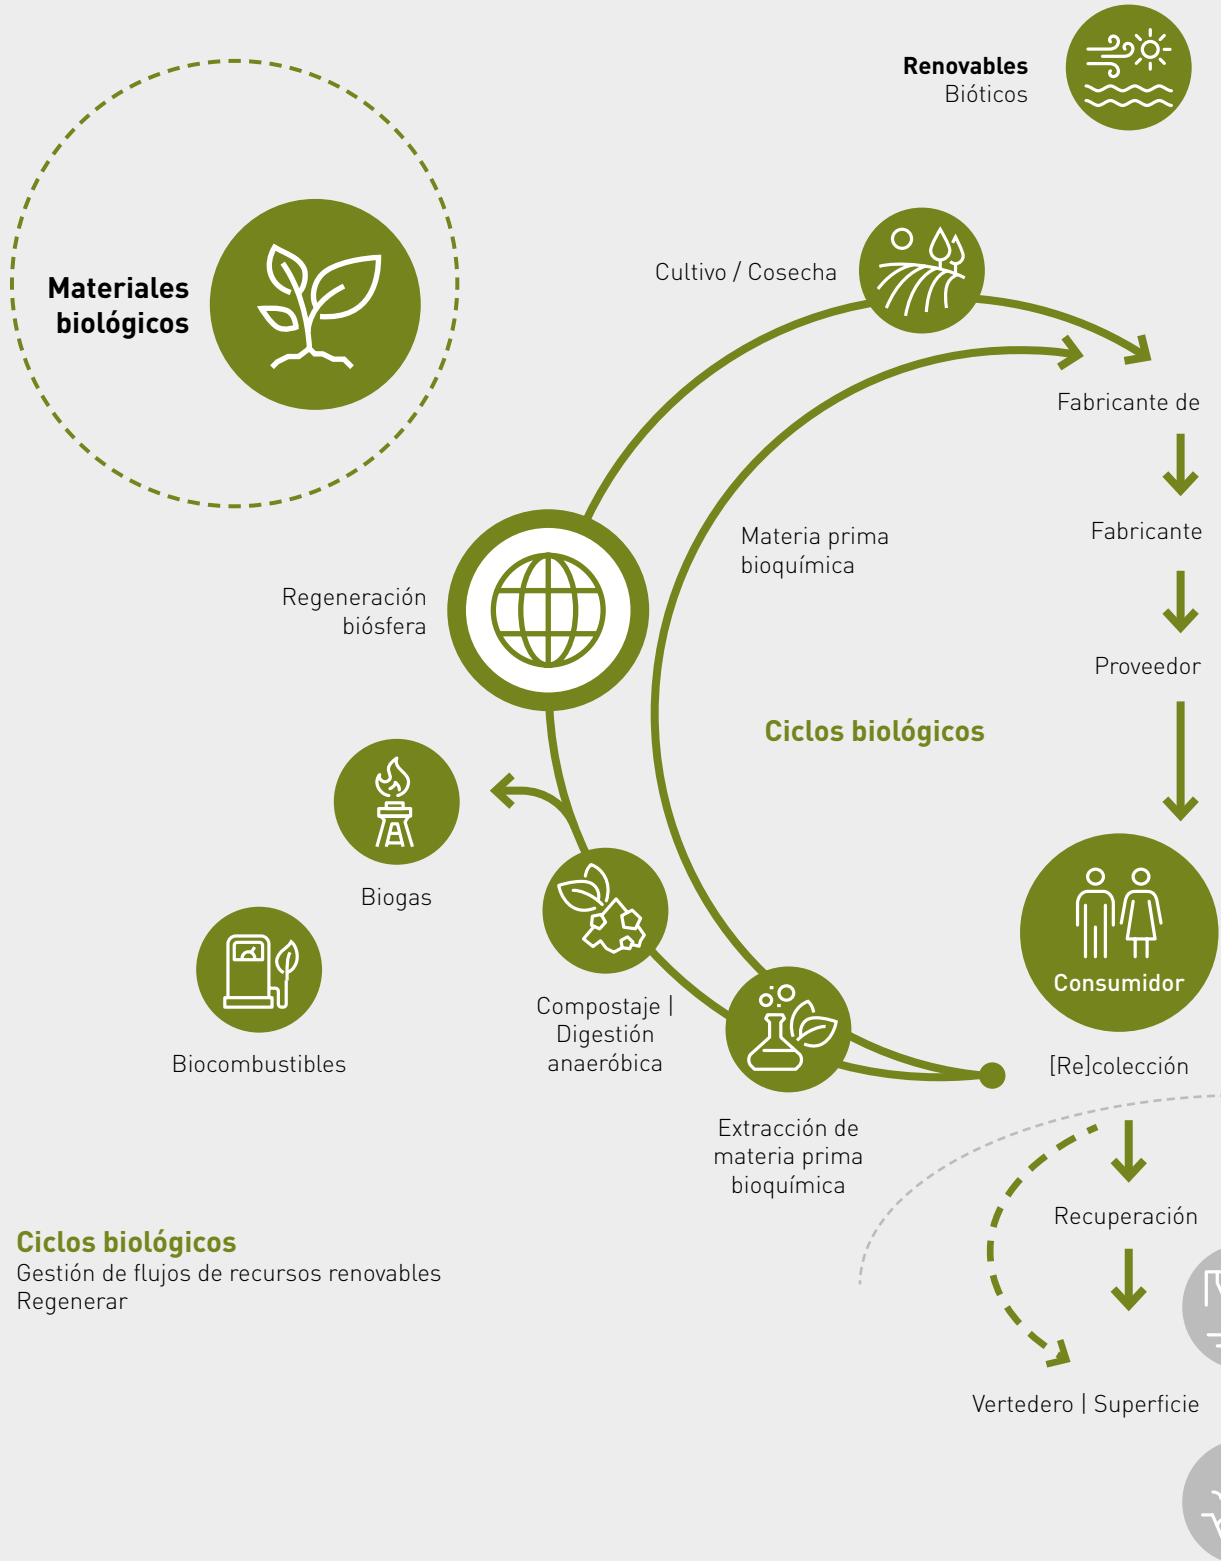 Renovables
Bióticos
Materiales
biológicos
Cultivo / Cosecha
Fabricante de
Materia prima
bioquímica
Fabricante
Regeneración
biósfera
Proveedor
Ciclos biológicos
Biogas
Consumidor
Compostaje |
Digestión
anaeróbica
Biocombustibles
[Re]colección
Extracción de
materia prima
bioquímica
Recuperación
Ciclos biológicos
Gestión de flujos de recursos renovables
Regenerar
Vertedero | Superficie